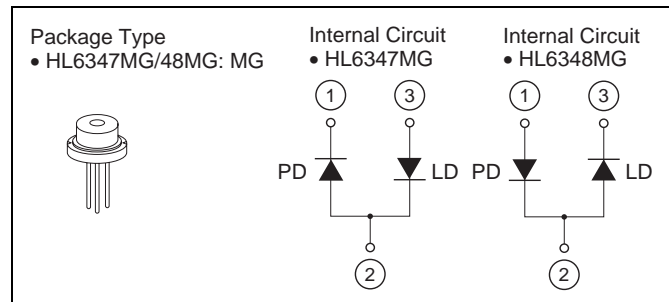 Package Type
• HL6347MG/48MG: MG
Internal Circuit
• HL6347MG
1 3
PD LD
2
Internal Circuit
• HL6348MG
1 3
PD LD
2